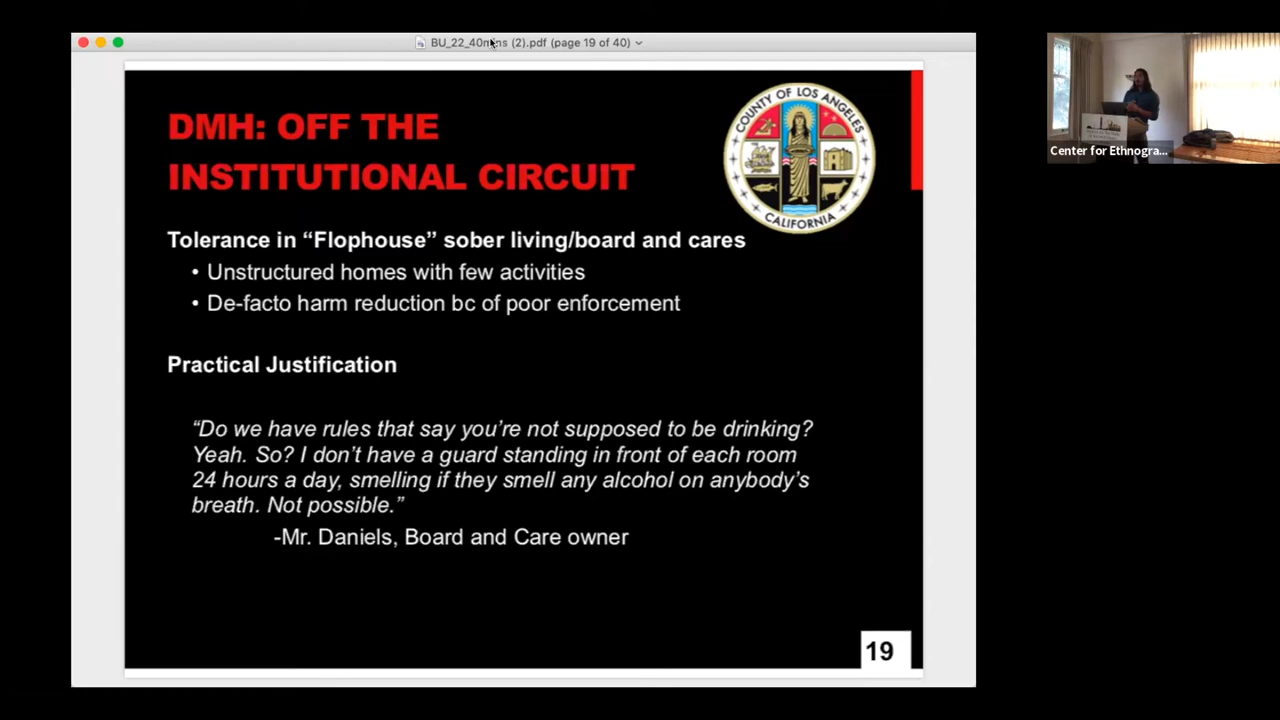 BU_22_40mins (2).pdf (page 19 of 40)
DMH: OFF THE
INSTITUTIONAL CIRCUIT
COUNTY OF LOS ANGELES
CALIFORNIA
Tolerance in “Flophouse” sober living/board and cares
• Unstructured homes with few activities
• De-facto harm reduction bc of poor enforcement
Practical Justification
“Do we have rules that say you’re not supposed to be drinking?
Yeah. So? I don’t have a guard standing in front of each room
24 hours a day, smelling if they smell any alcohol on anybody’s
breath. Not possible.”
-Mr. Daniels, Board and Care owner
19
Center for Ethnogra...